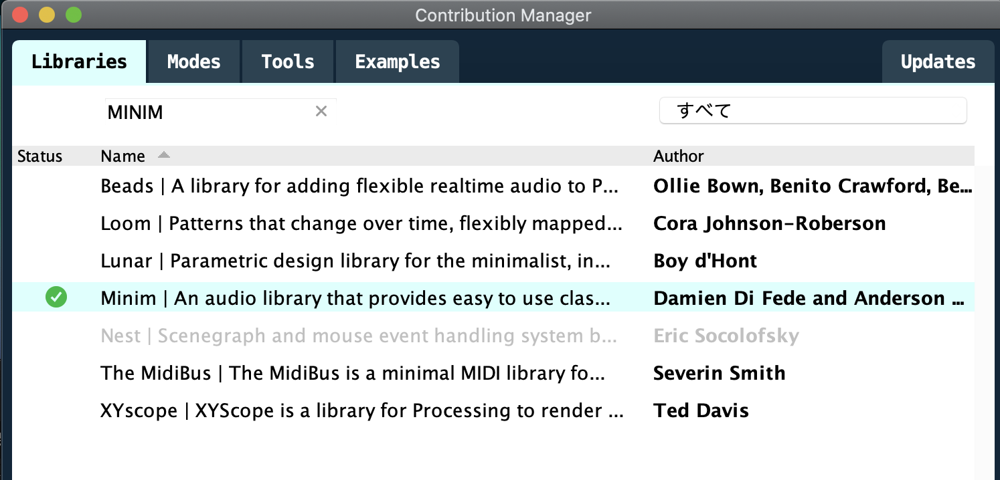 Contribution Manager
Libraries Modes Tools Examples Updates
MINIM すべて
Status Name Author
Beads | A library for adding flexible realtime audio to P... Ollie Bown, Benito Crawford, Be...
Loom | Patterns that change over time, flexibly mapped... Cora Johnson-Roberson
Lunar | Parametric design library for the minimalist, in... Boy d'Hont
Minim | An audio library that provides easy to use clas... Damien Di Fede and Anderson ...
Nest | Scenegraph and mouse event handling system b... Eric Socolofsky
The MidiBus | The MidiBus is a minimal MIDI library fo... Severin Smith
XYscope | XYScope is a library for Processing to render ... Ted Davis